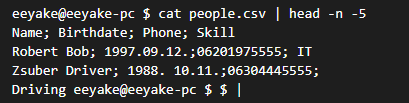 eeyake@eeyake-pc $ cat people.csv | head -n -5
Name; Birthdate; Phone; Skill
Robert Bob; 1997.09.12.;06201975555; IT
Zsuber Driver; 1988. 10.11.;06304445555;
Driving eeyake@eeyake-pc $ $ |